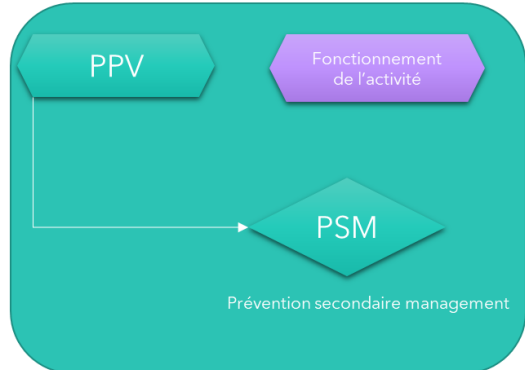 PPV
Fonctionnement
de l'activité
PSM
Prévention secondaire management